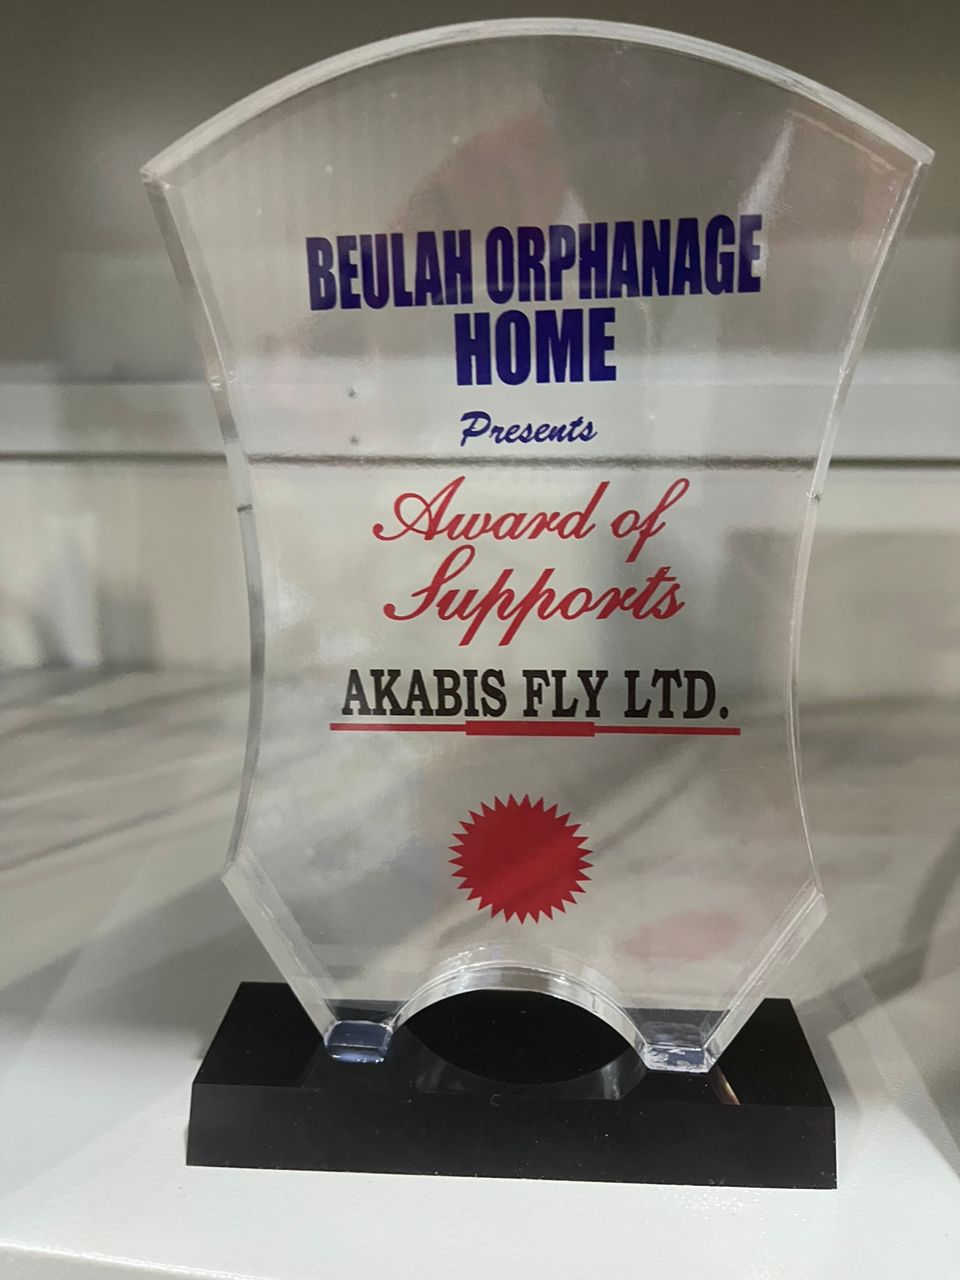 BEULAH ORPHANAGE
HOME
Presents
Award of
Supports
AKABIS FLY LTD.